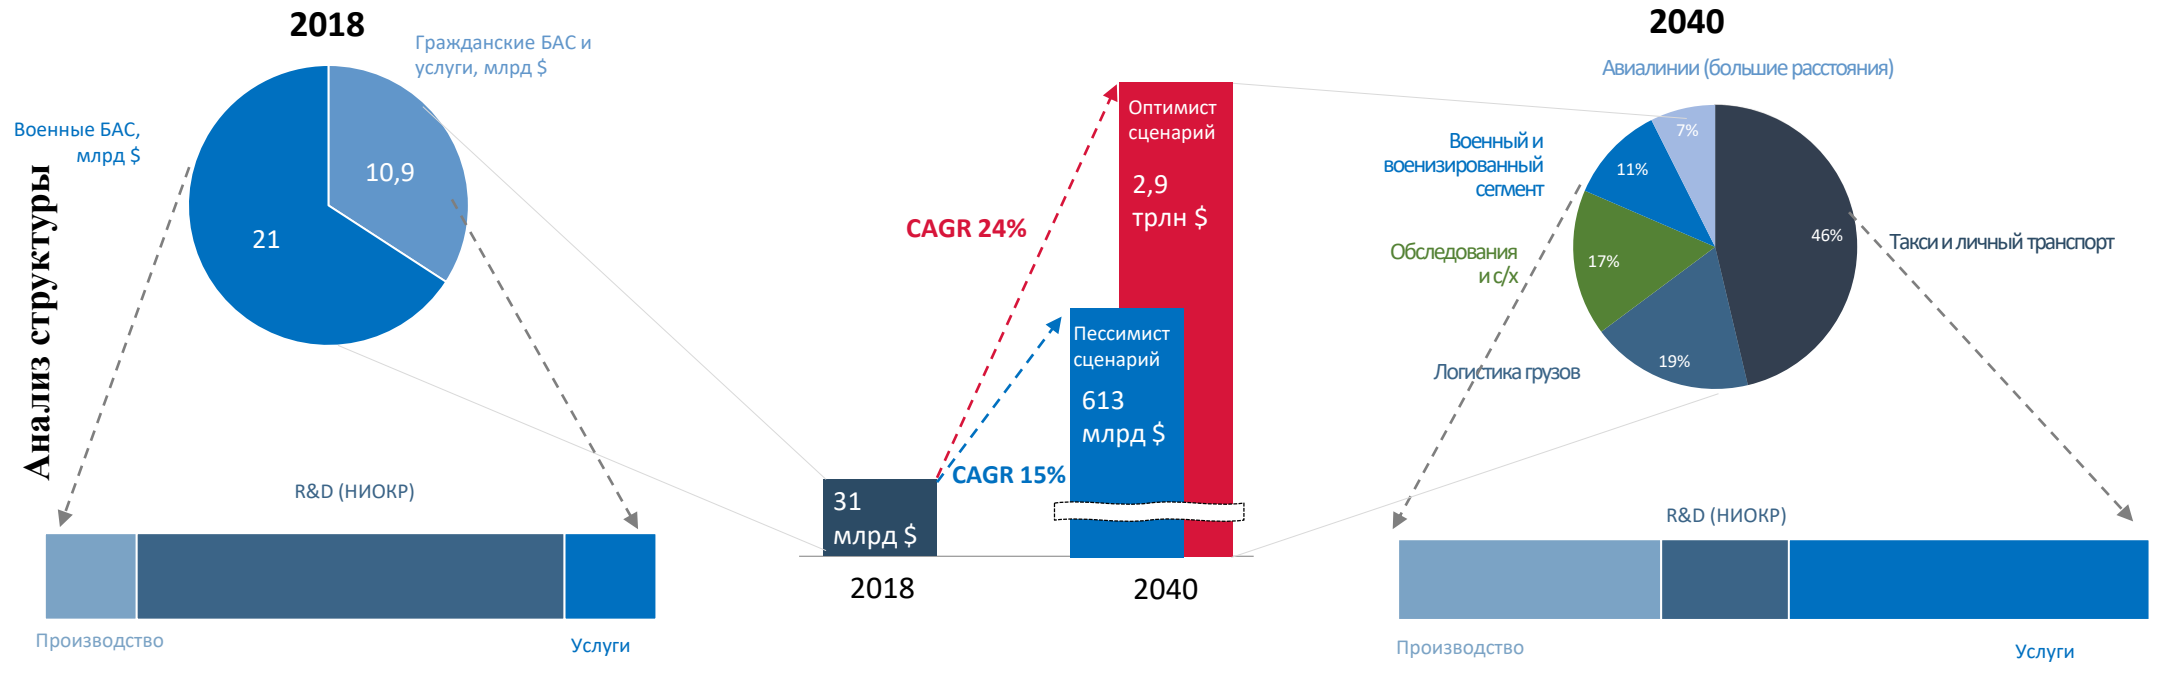 Анализ структуры
2018
Гражданские БАС и
услуги, млрд $
Военные БАС,
млрд $
10,9
21
R&D (НИОКР)
Производство
Услуги
CAGR 24%
CAGR 15%
31
млрд $
2018
Оптимист
сценарий
2,9
трлн $
Пессимист
сценарий
613
млрд $
2040
2040
Авиалинии (большие расстояния)
7%
Военный и
военизированный
сегмент
11%
46%
Такси и личный транспорт
Обследования
и с/х
17%
19%
Логистика грузов
R&D (НИОКР)
Производство
Услуги